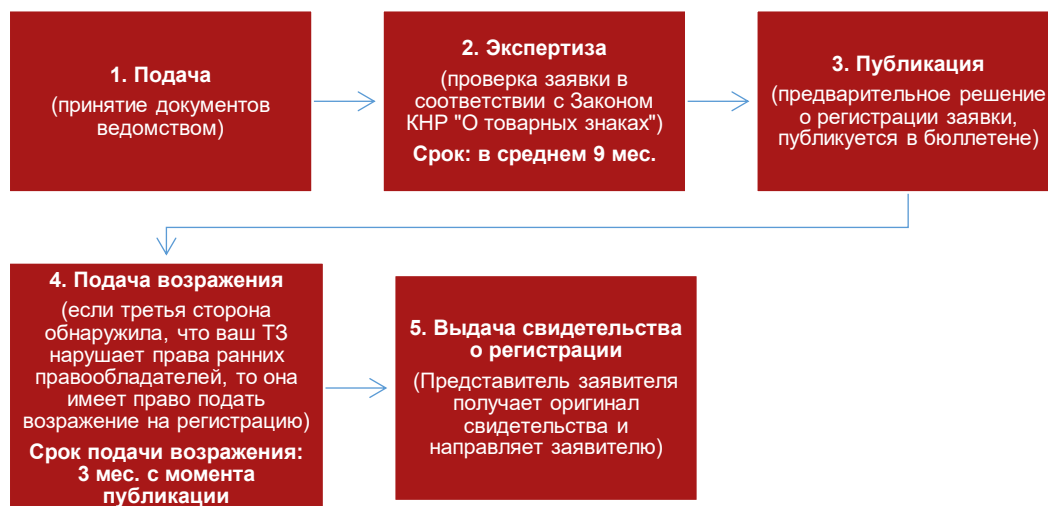 1. Подача
(принятие документов
ведомством)
2. Экспертиза
(проверка заявки в
соответствии с Законом
КНР "О товарных знаках")
Срок: в среднем 9 мес.
3. Публикация
(предварительное решение
о регистрации заявки,
публикуется в бюллетене)
4. Подача возражения
(если третья сторона
обнаружила, что ваш ТЗ
нарушает права ранних
правообладателей, то она
имеет право подать
возражение на регистрацию)
Срок подачи возражения:
3 мес. с момента
публикации
5. Выдача свидетельства
о регистрации
(Представитель заявителя
получает оригинал
свидетельства и
направляет заявителю)